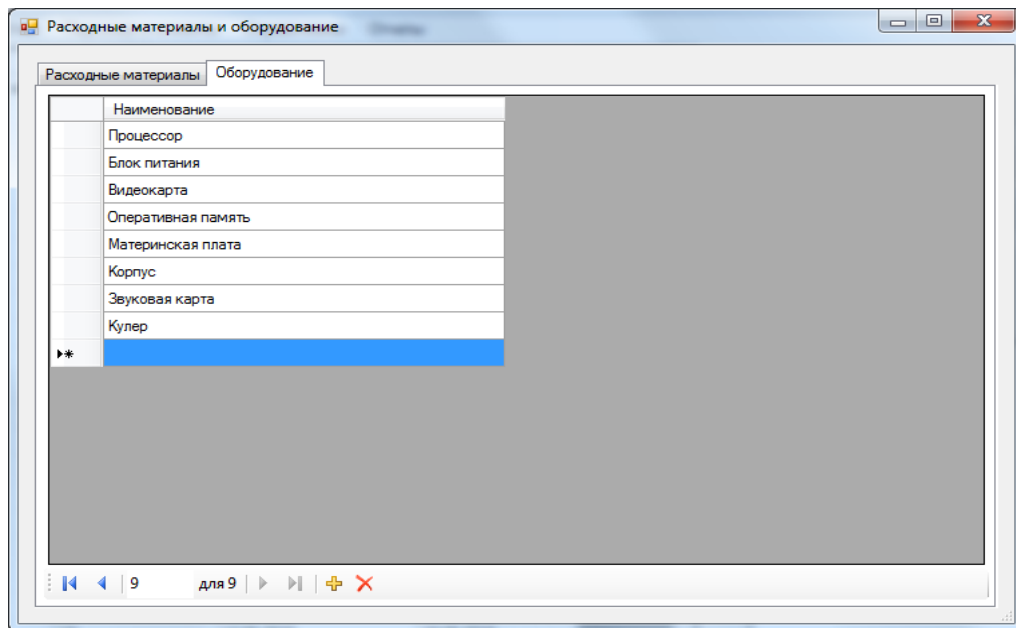 Расходные материалы и оборудование
Расходные материалы Оборудование
Наименование
Процессор
Блок питания
Видеокарта
Оперативная память
Материнская плата
Корпус
Звуковая карта
Кулер
9 для 9